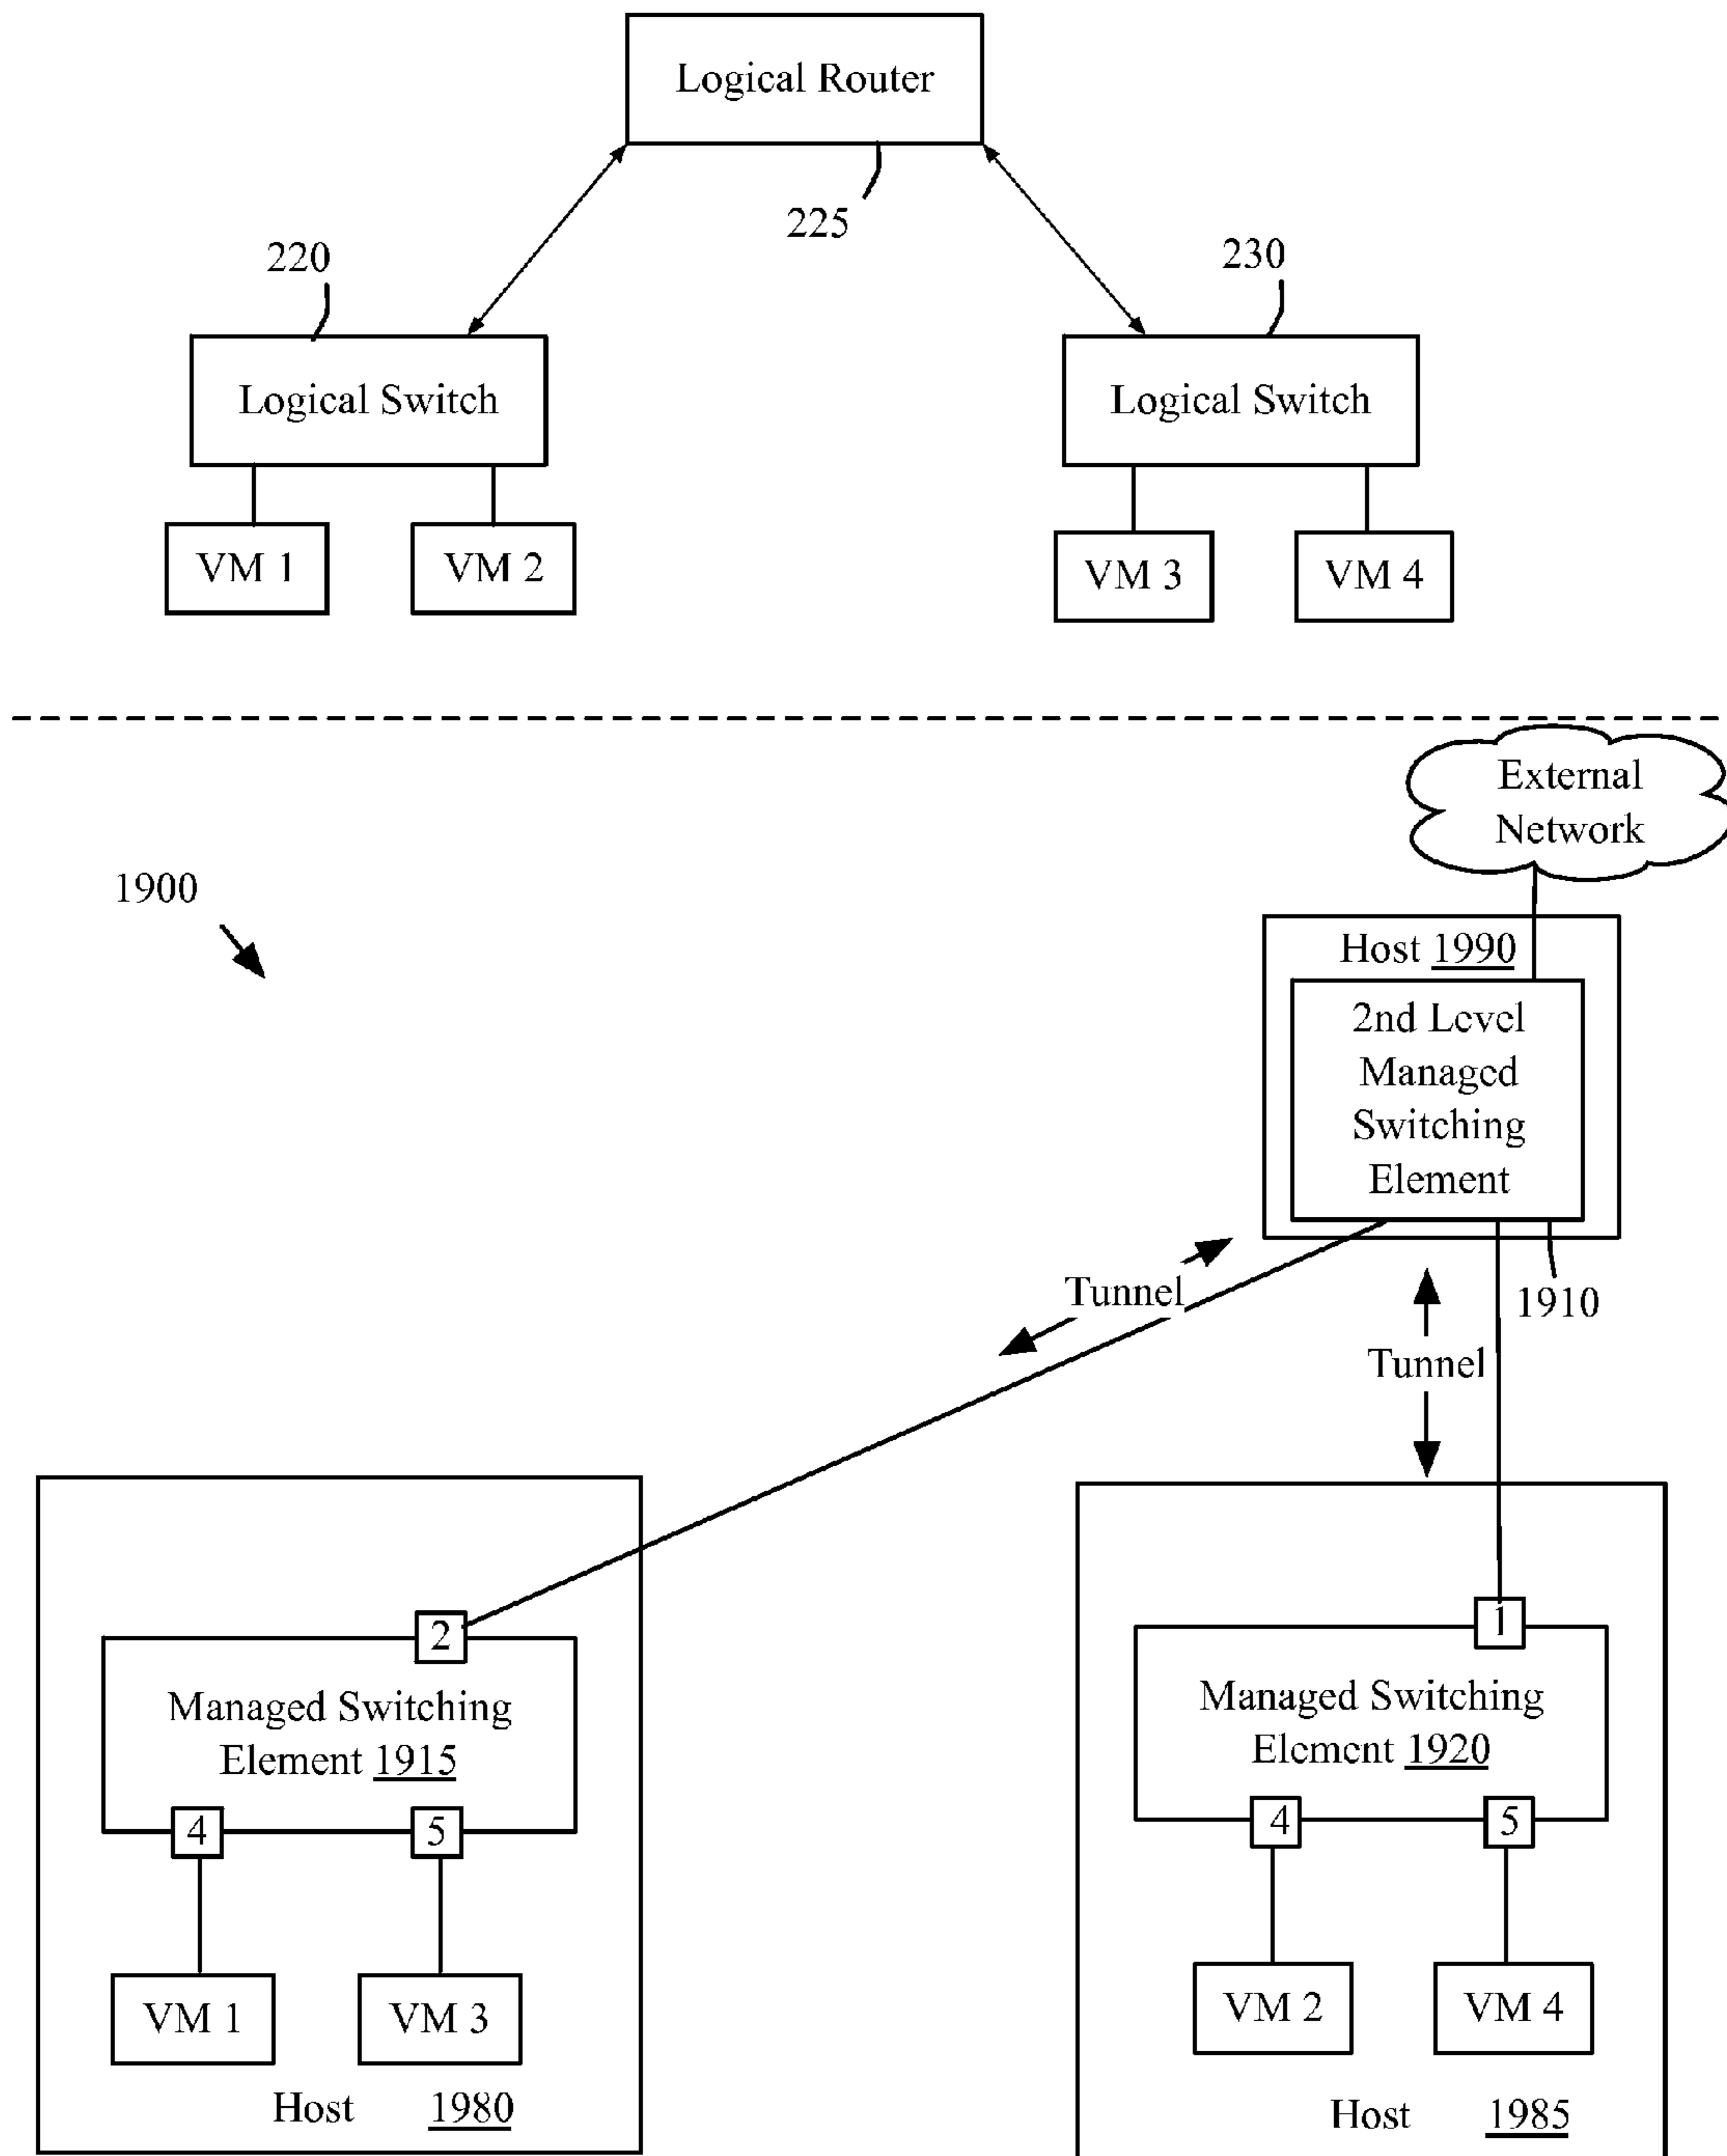 Logical Router
225
220
230
Logical Switch
Logical Switch
VM 1
VM 2
VM 3
VM 4
External
Network
1900
Host 1990
2nd Level
Managed
Switching
Element
1910
Tunnel
Tunnel
2
1
Managed Switching
Element 1915
Managed Switching
Element 1920
4
5
4
5
VM 1
VM 3
VM 2
VM 4
Host 1980
Host 1985